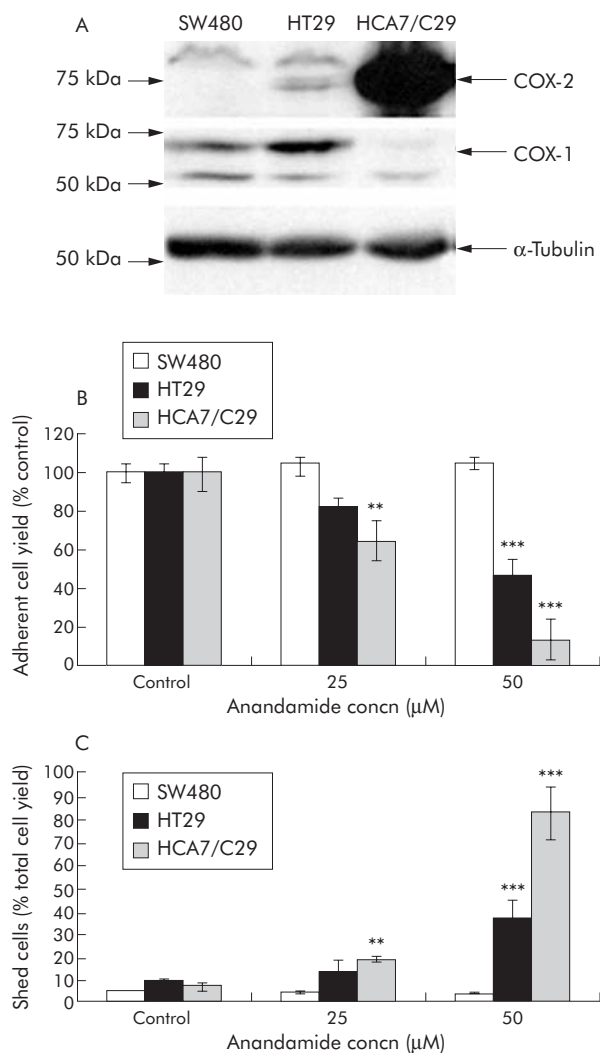 A
SW480 HT29 HCA7/C29
75 kDa
COX-2
75 kDa
COX-1
50 kDa
50 kDa
α-Tubulin
B
SW480
HT29
HCA7/C29
Adherent cell yield (% control)
120
100
80
60
40
20
0
**
***
***
Control 25 50
Anandamide concn (μM)
C
SW480
HT29
HCA7/C29
Shed cells (% total cell yield)
100
90
80
70
60
50
40
30
20
10
0
**
***
***
Control 25 50
Anandamide concn (μM)